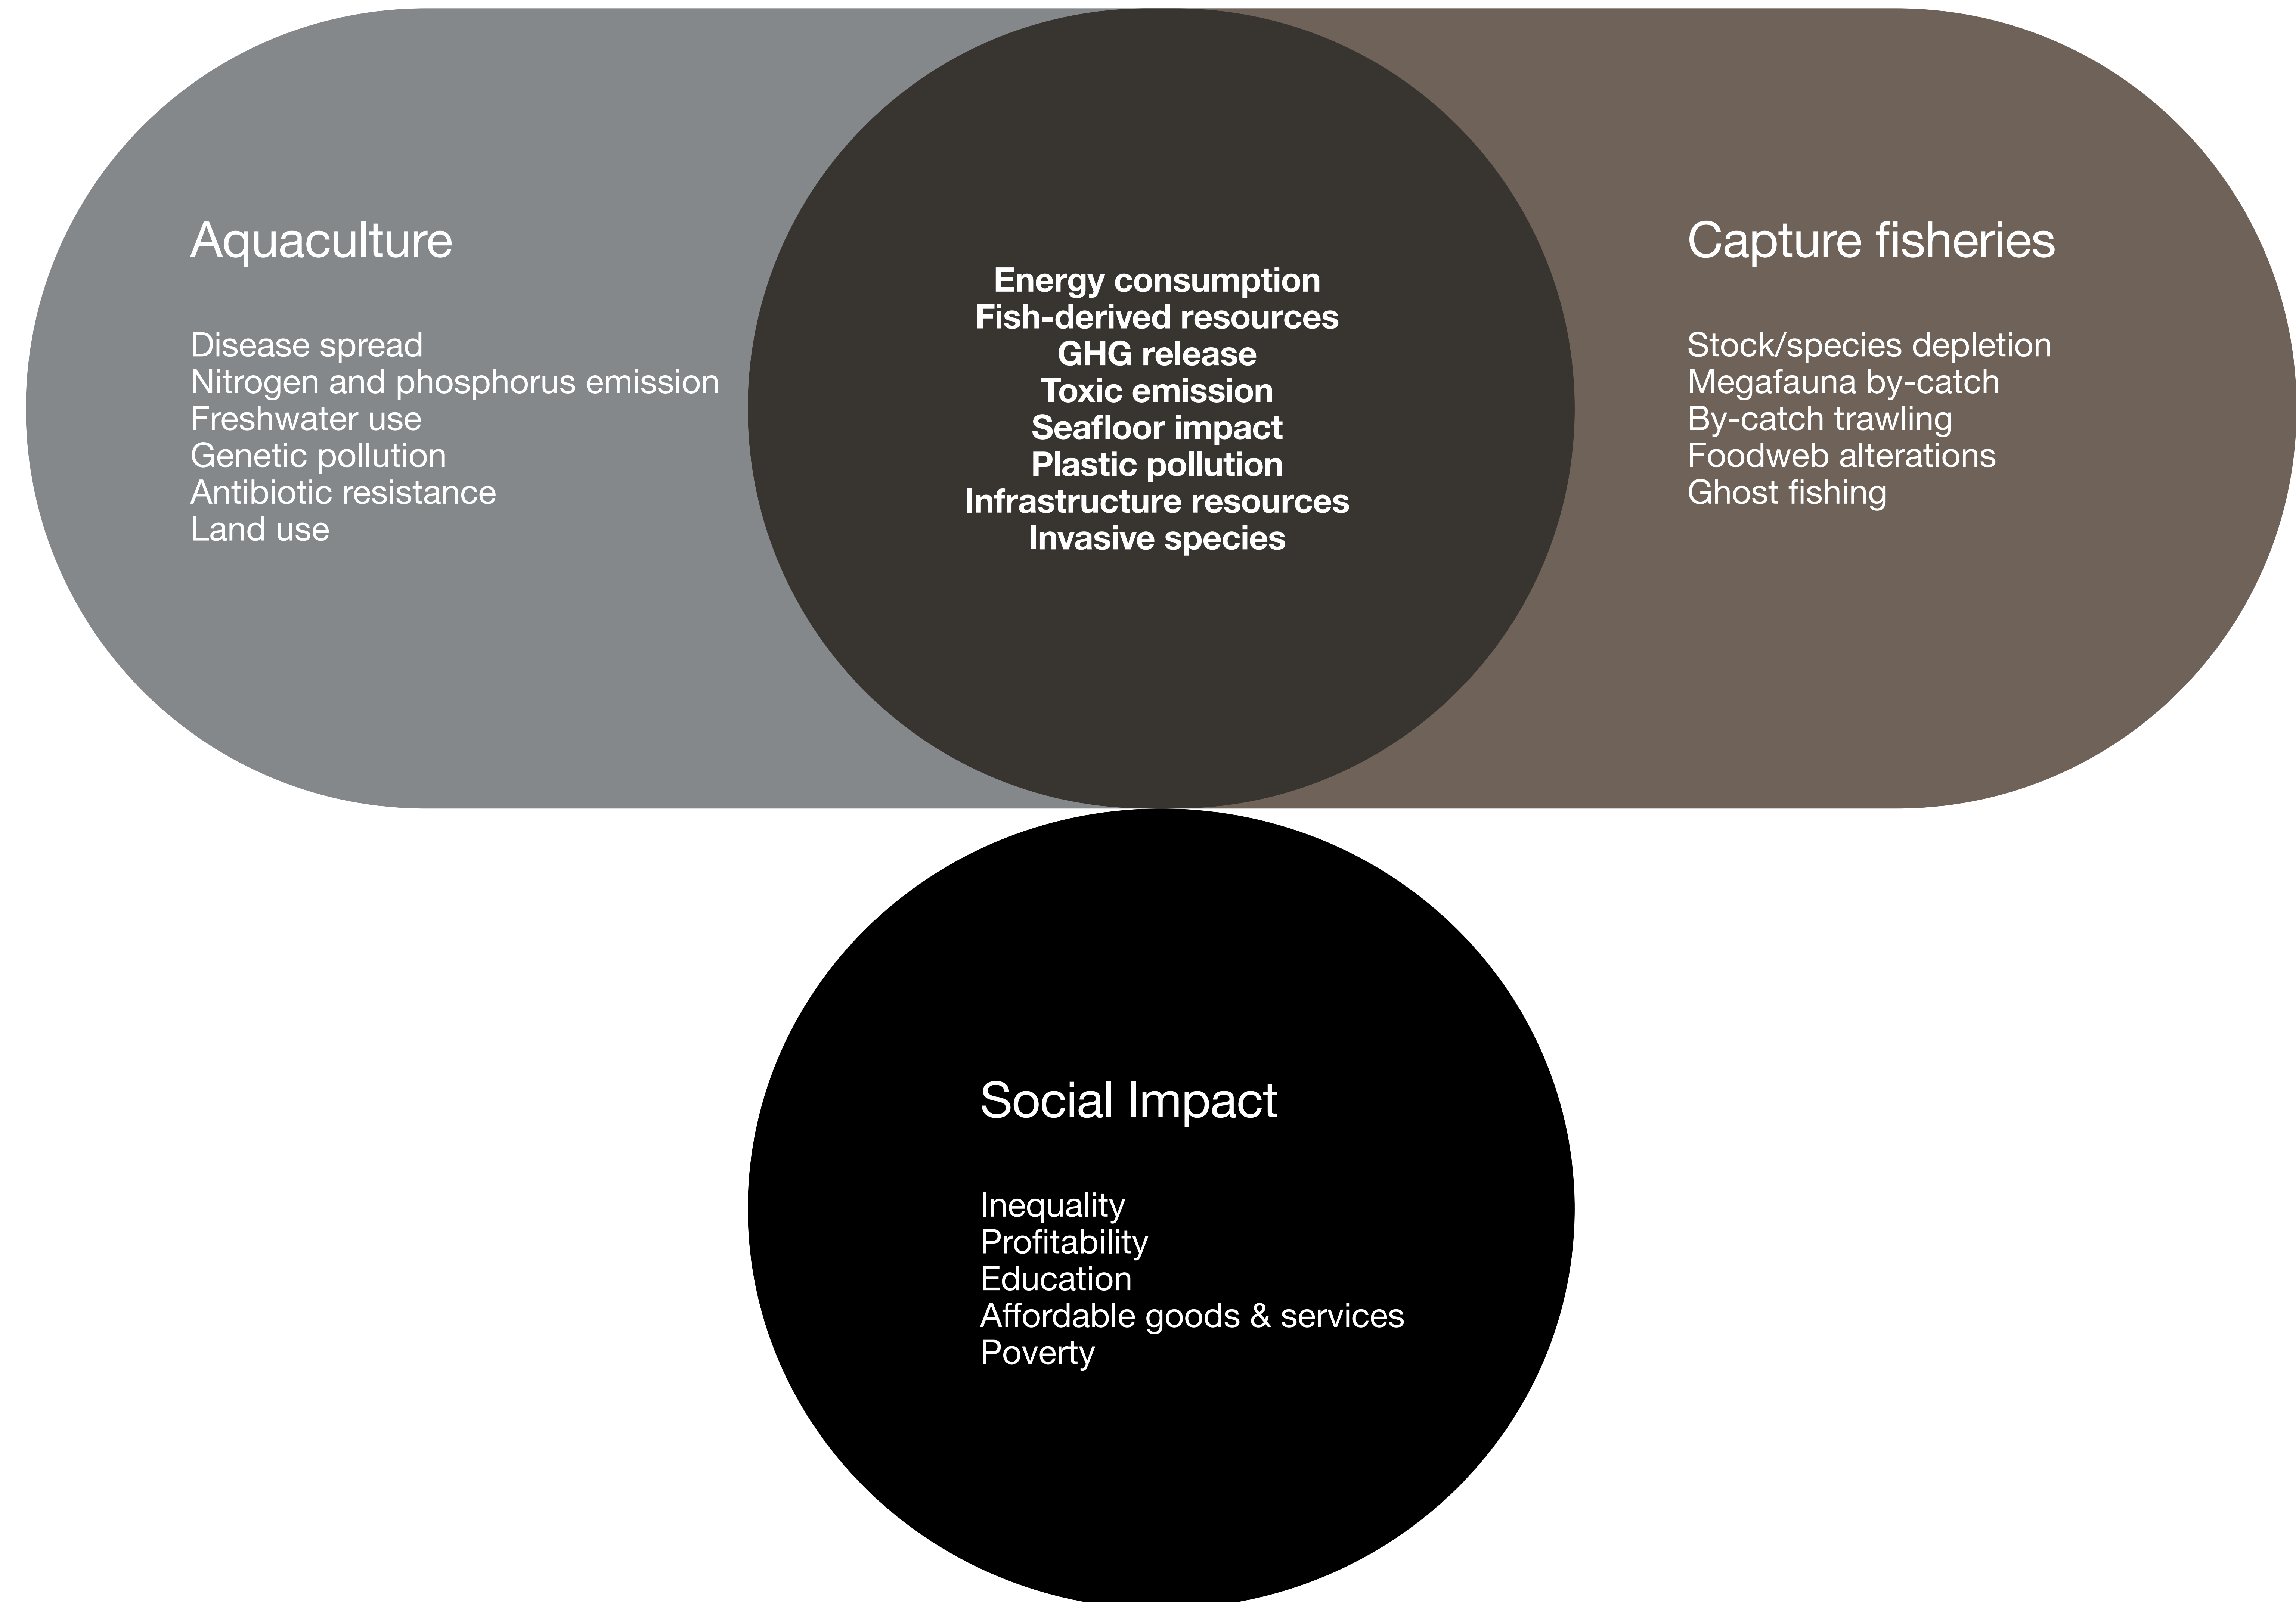 Aquaculture
Disease spread
Nitrogen and phosphorus emission
Freshwater use
Genetic pollution
Antibiotic resistance
Land use
Energy consumption
Fish-derived resources
GHG release
Toxic emission
Seafloor impact
Plastic pollution
Infrastructure resources
Invasive species
Capture fisheries
Stock/species depletion
Megafauna by-catch
By-catch trawling
Foodweb alterations
Ghost fishing
Social Impact
Inequality
Profitability
Education
Affordable goods & services
Poverty